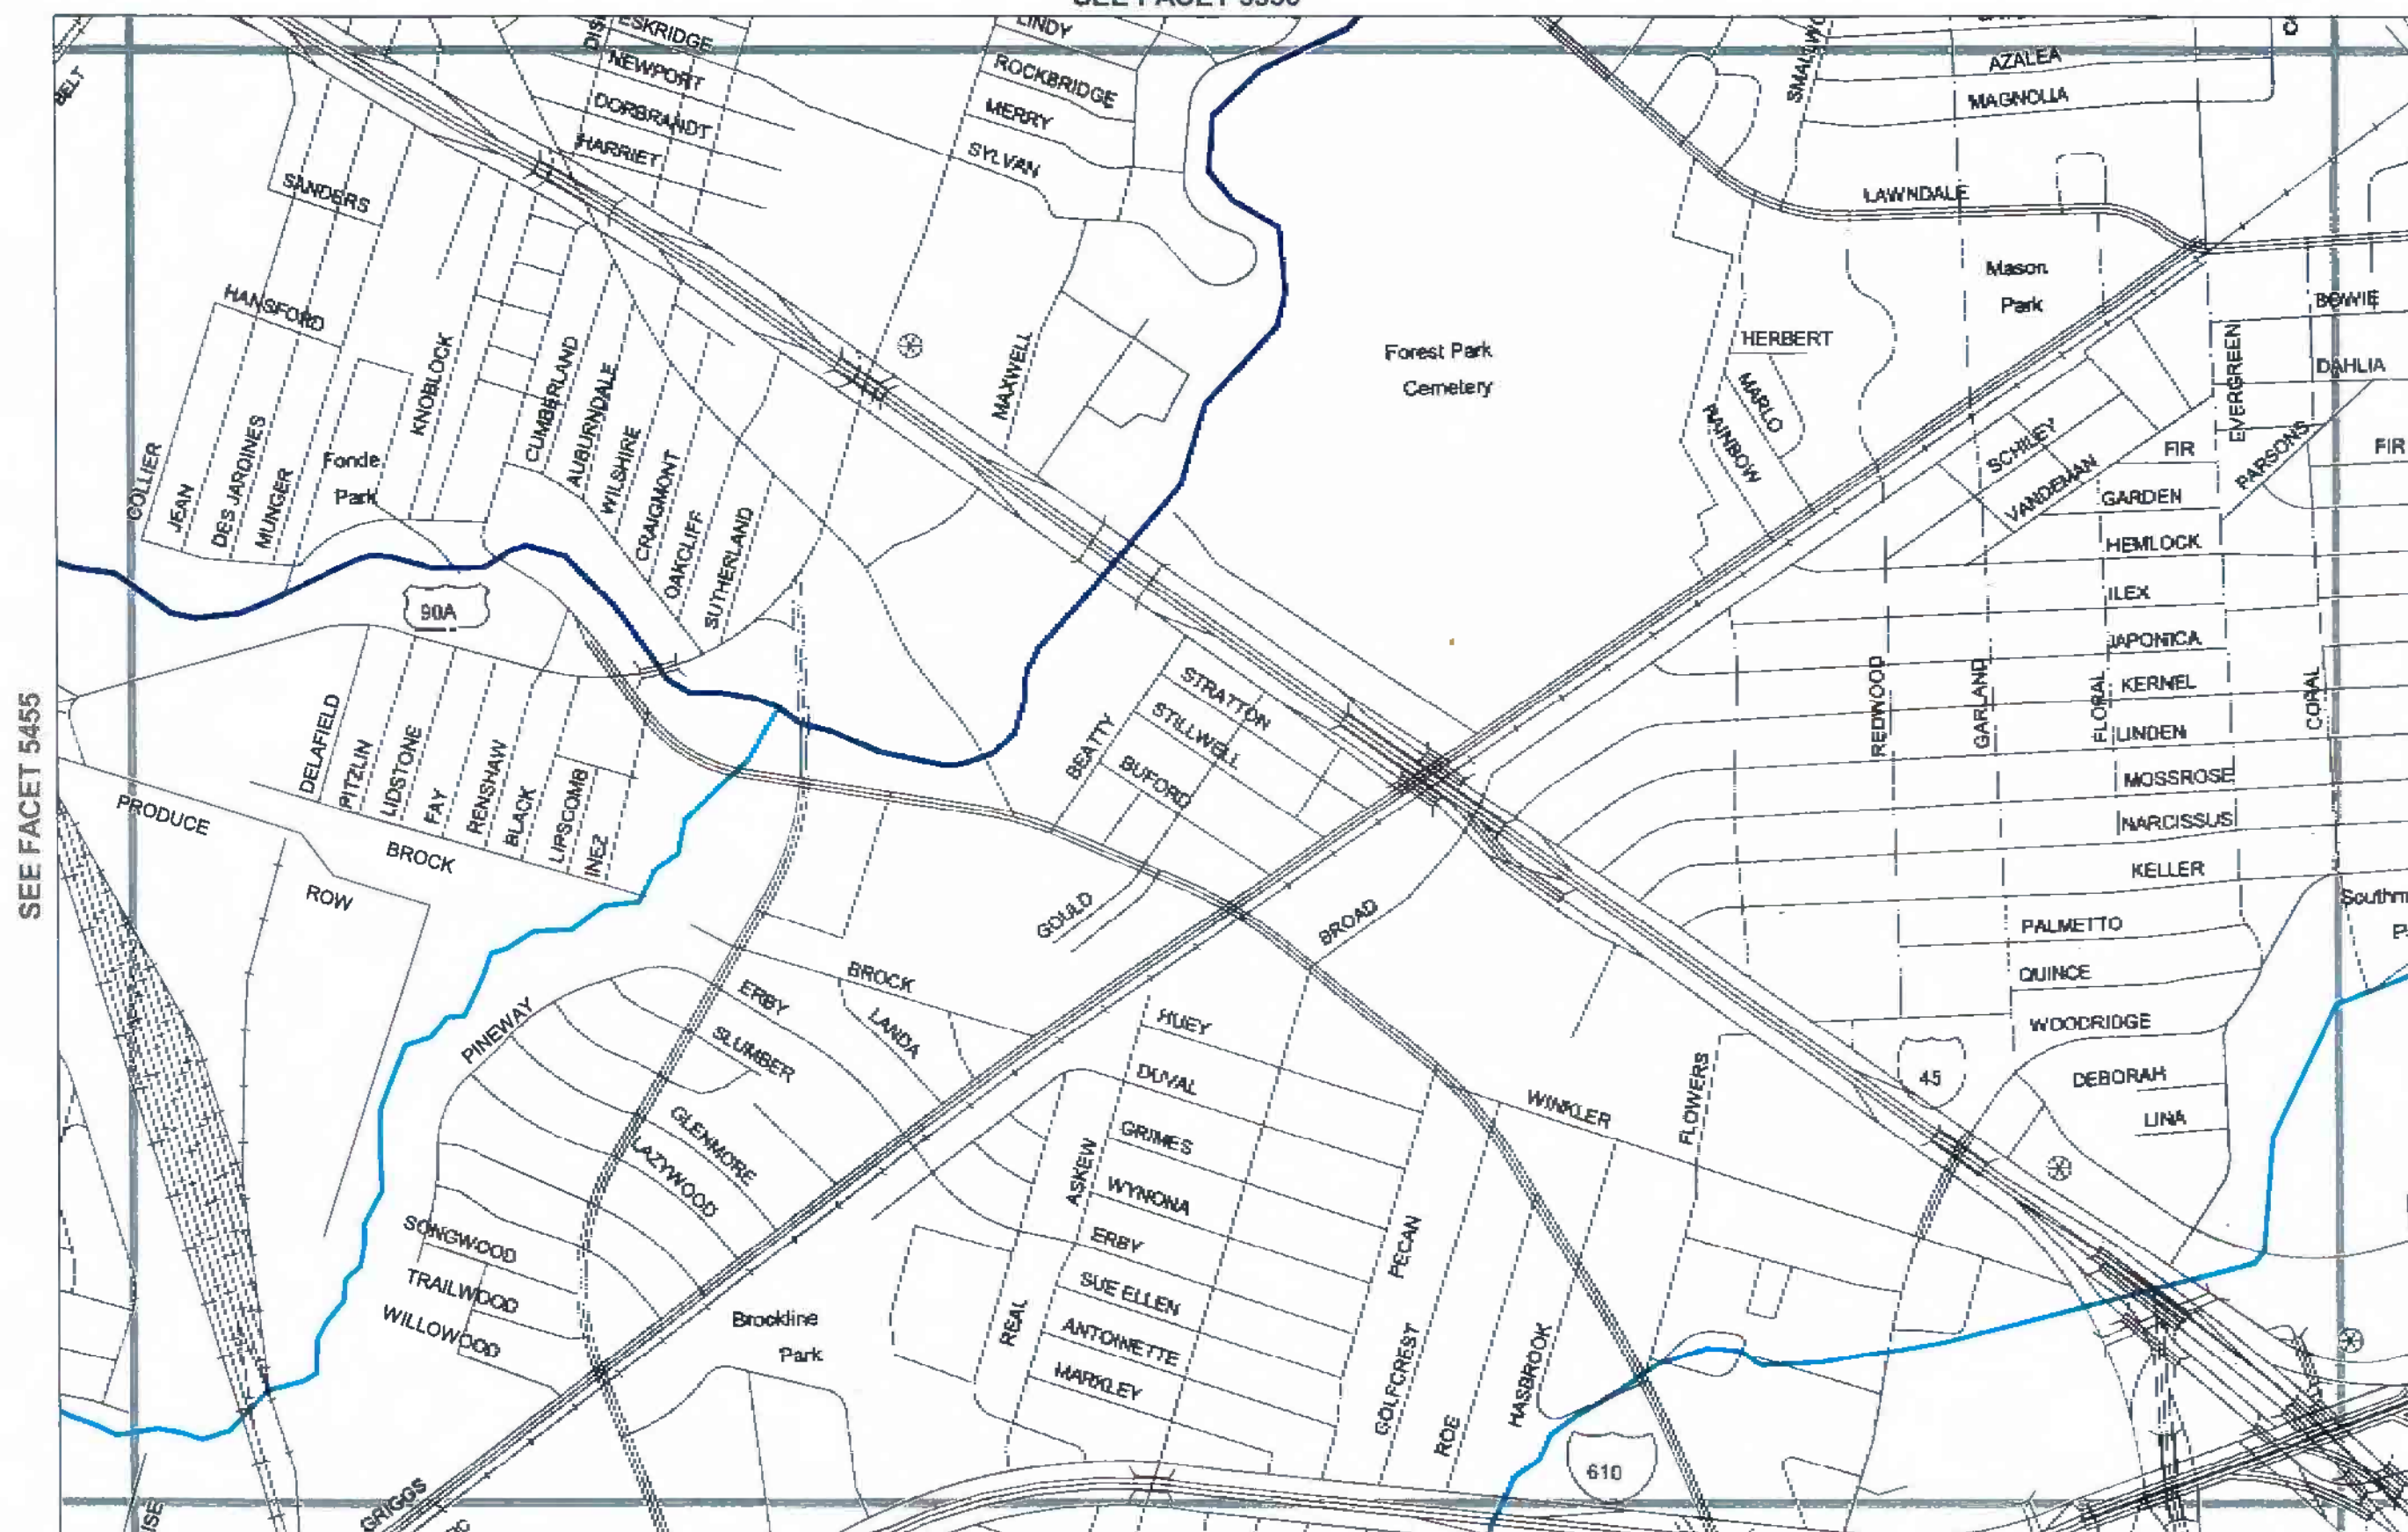 ESKRIDGE
NEWPORT
DORBRANDT
HARRIET
LINDY
ROCKBRIDGE
MERRY
SYLVAN
AZALEA
MAGNOLIA
BELT
SANDERS
LAWNDALE
Mason
Park
HANSFORD
BOWIE
HERBERT
Forest Park
Cemetery
DAHLIA
KNOBLOCK
CUMBERLAND
AUBURNDALE
MAXWELL
MARLO
RAINBOW
EVERGREEN
SCHILEY
FIR
PARSONS
FIR
COLLIER
JEAN
DES JARDINES
MUNGER
Fonde
Park
WILSHIRE
CRAIGMONT
OAKCLIFF
SUTHERLAND
VANDEMAN
GARDEN
HEMLOCK
ILEX
90A
JAPONICA
KERNEL
REDWOOD
GARLAND
FLORAL
CORAL
LINDEN
MOSSROSE
NARCISSUS
KELLER
SEE FACET 5455
STRATTON
STILLWELL
BUFORD
BEATTY
DELAFIELD
PITZLIN
LIDSTONE
FAY
RENSHAW
BLACK
LIPSCOMB
INEZ
PRODUCE
ROW
BROCK
GOULD
BROAD
PALMETTO
QUINCE
WOODRIDGE
DEBORAH
LINA
45
BROCK
ERBY
LANDA
SLUMBER
PINEWAY
GLENMORE
LAZYWOOD
HUEY
DUVAL
GRIMES
WYNONA
ERBY
SUE ELLEN
ANTOINETTE
MARKLEY
ASKEW
REAL
WINKLER
FLOWERS
PECAN
GOLFCREST
ROE
HASBROOK
SONGWOOD
TRAILWOOD
WILLOWOOD
Brookline
Park
610
GRIGGS